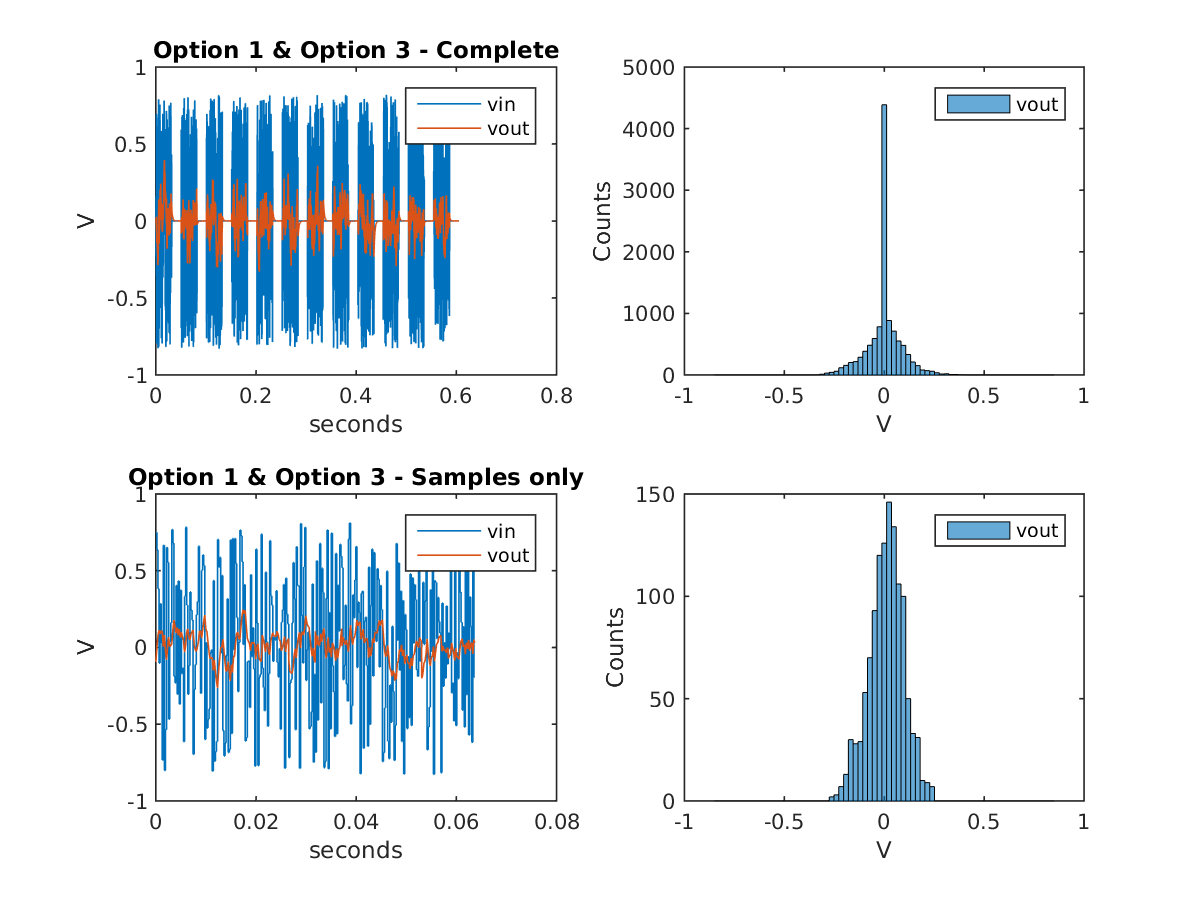 Option 1 & Option 3 - Complete
1
0.5
0
-0.5
-1
V
vin
vout
0 0.2 0.4 0.6 0.8
seconds
5000
4000
3000
2000
1000
0
Counts
vout
-1 -0.5 0 0.5 1
V
Option 1 & Option 3 - Samples only
1
0.5
0
-0.5
-1
V
vin
vout
0 0.02 0.04 0.06 0.08
seconds
150
100
50
0
Counts
vout
-1 -0.5 0 0.5 1
V